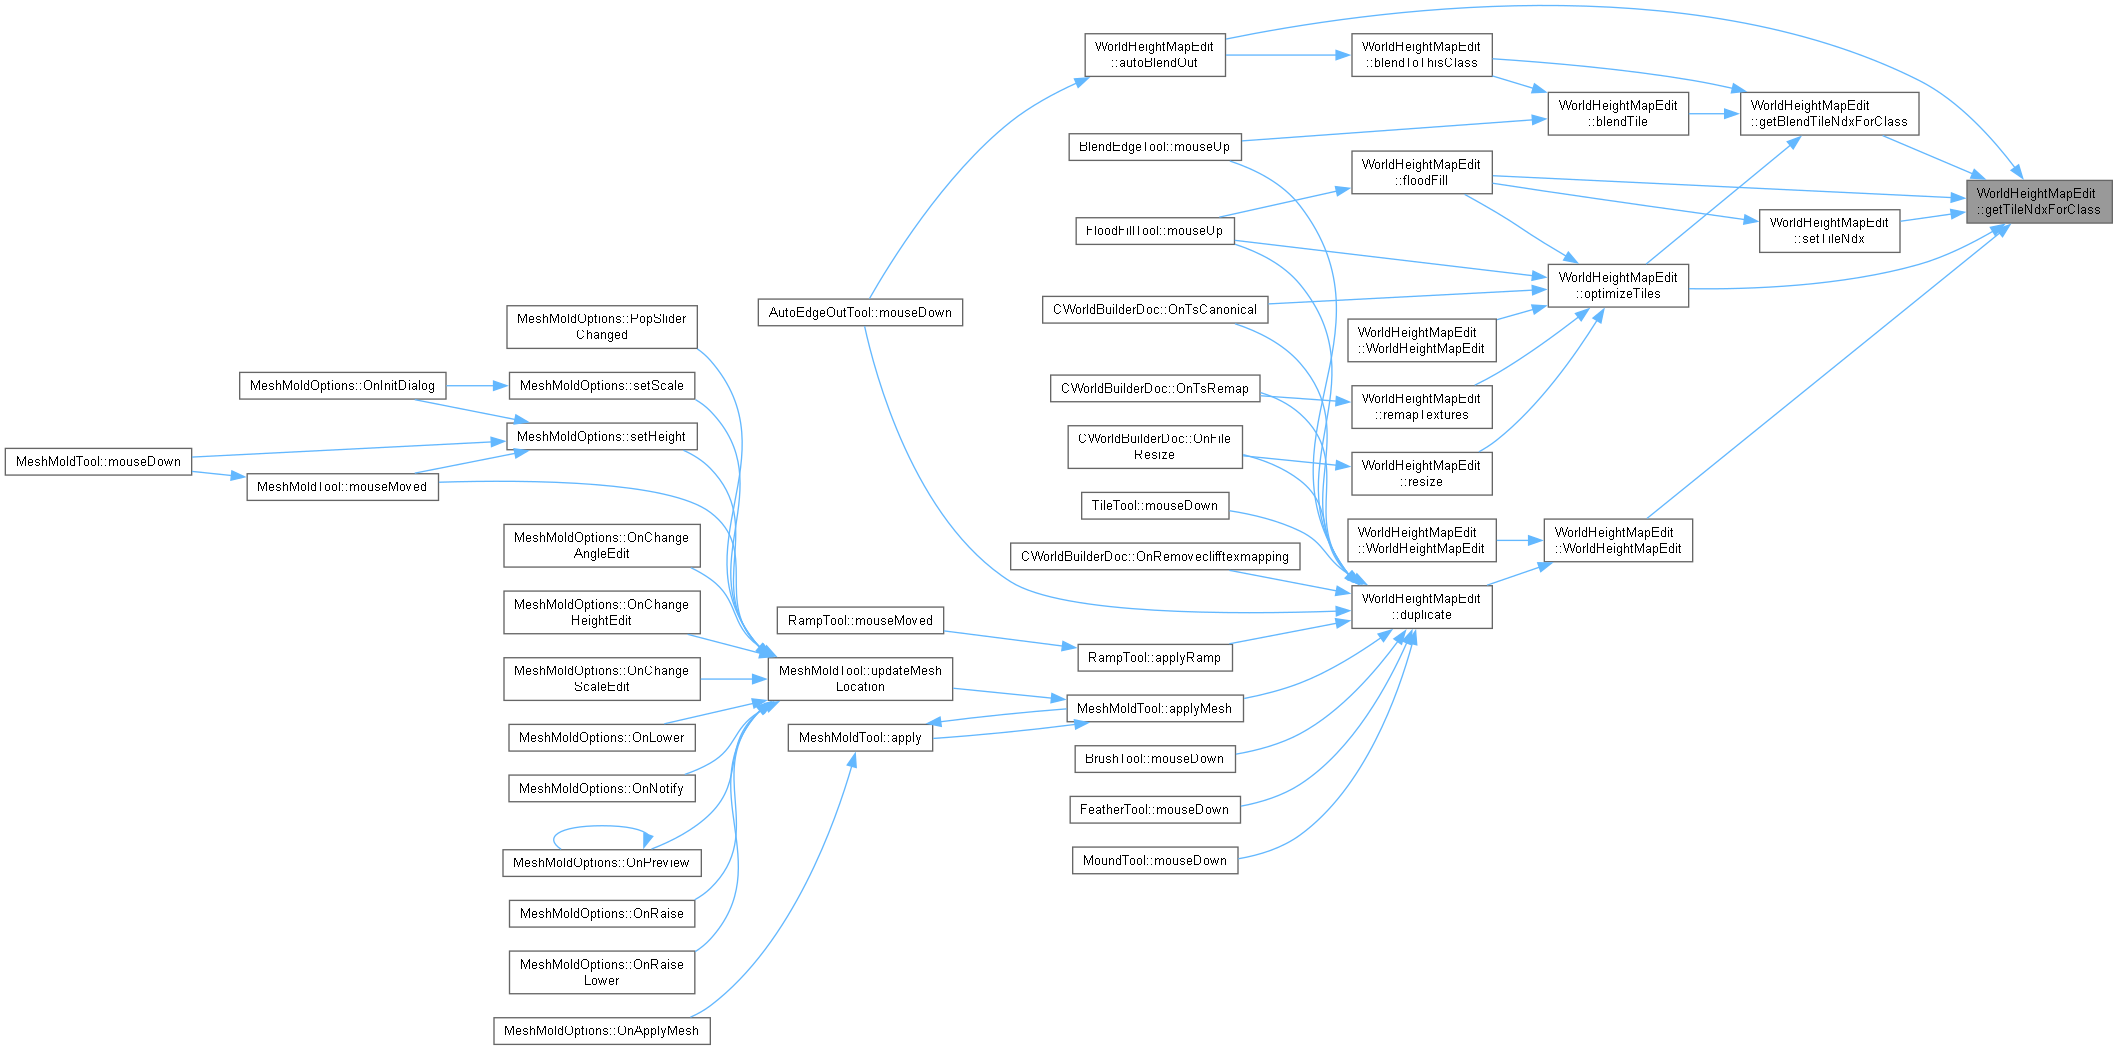 WorldHeightMapEdit
::autoBlendOut
WorldHeightMapEdit
::blendToThisClass
WorldHeightMapEdit
::blendTile
WorldHeightMapEdit
::getBlendTileNdxForClass
BlendEdgeTool::mouseUp
WorldHeightMapEdit
::floodFill
WorldHeightMapEdit
::getTileNdxForClass
FloodFillTool::mouseUp
WorldHeightMapEdit
::setTileNdx
WorldHeightMapEdit
::optimizeTiles
AutoEdgeOutTool::mouseDown
CWorldBuilderDoc::OnTsCanonical
MeshMoldOptions::PopSlider
Changed
WorldHeightMapEdit
::WorldHeightMapEdit
MeshMoldOptions::OnInitDialog
MeshMoldOptions::setScale
CWorldBuilderDoc::OnTsRemap
WorldHeightMapEdit
::remapTextures
MeshMoldOptions::setHeight
CWorldBuilderDoc::OnFile
Resize
MeshMoldTool::mouseDown
MeshMoldTool::mouseMoved
WorldHeightMapEdit
::resize
TileTool::mouseDown
MeshMoldOptions::OnChange
AngleEdit
WorldHeightMapEdit
::WorldHeightMapEdit
WorldHeightMapEdit
::WorldHeightMapEdit
CWorldBuilderDoc::OnRemoveclifftexmapping
MeshMoldOptions::OnChange
HeightEdit
RampTool::mouseMoved
WorldHeightMapEdit
::duplicate
MeshMoldOptions::OnChange
ScaleEdit
MeshMoldTool::updateMesh
Location
RampTool::applyRamp
MeshMoldTool::applyMesh
MeshMoldOptions::OnLower
MeshMoldTool::apply
BrushTool::mouseDown
MeshMoldOptions::OnNotify
FeatherTool::mouseDown
MeshMoldOptions::OnPreview
MoundTool::mouseDown
MeshMoldOptions::OnRaise
MeshMoldOptions::OnRaise
Lower
MeshMoldOptions::OnApplyMesh